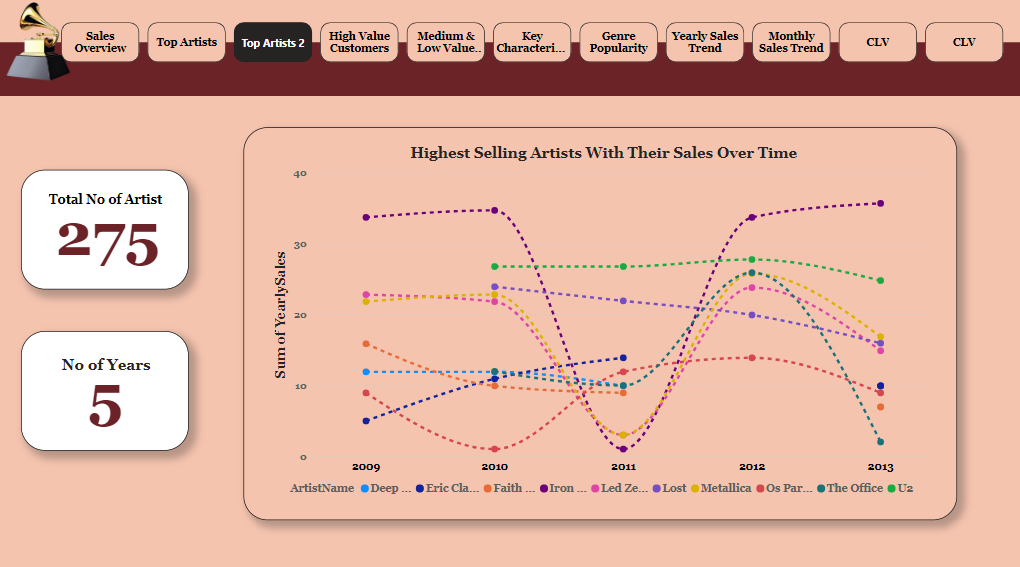 Sales
Overview
Top Artists
Top Artists 2
High Value
Customers
Medium &
Low Value..
Key
Characteri...
Genre
Popularity
Yearly Sales
Trend
Monthly
Sales Trend
CLV
CLV
Total No of Artist
275
No of Years
5
Highest Selling Artists With Their Sales Over Time
Sum of YearlySales
40
30
20
10
0
2009 2010 2011 2012 2013
ArtistName Deep ... Eric Cla... Faith ... Iron ... Led Ze... Lost Metallica Os Par... The Office U2